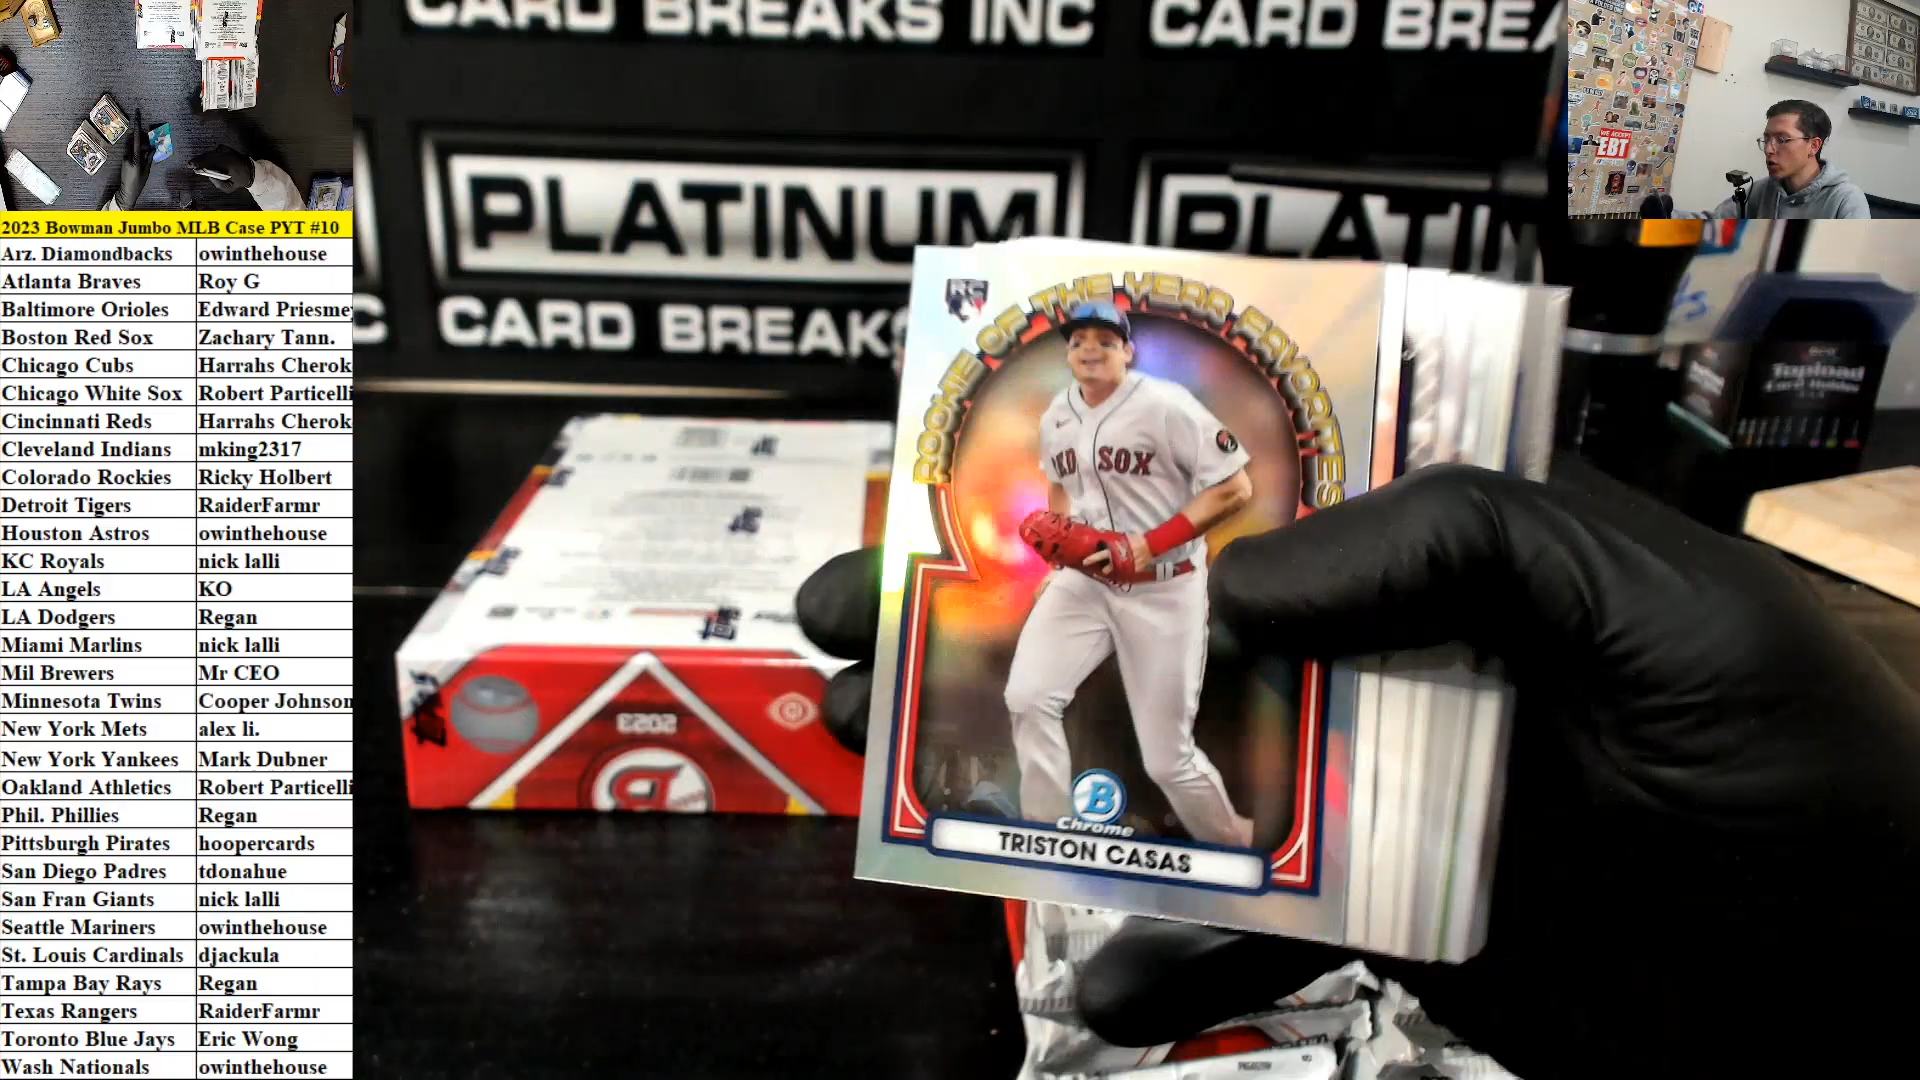 2023 Bowman Jumbo MLB Case PYT #10
Arz. Diamondbacks owinthehouse
Atlanta Braves Roy G
Baltimore Orioles Edward Priesmey
Boston Red Sox Zachary Tann.
Chicago Cubs Harrahs Cherok
Chicago White Sox Robert Particelli
Cincinnati Reds Harrahs Cherok
Cleveland Indians mking2317
Colorado Rockies Ricky Holbert
Detroit Tigers RaiderFarmr
Houston Astros owinthehouse
KC Royals nick lalli
LA Angels KO
LA Dodgers Regan
Miami Marlins nick lalli
Mil Brewers Mr CEO
Minnesota Twins Cooper Johnson
New York Mets alex li.
New York Yankees Mark Dubner
Oakland Athletics Robert Particelli
Phil. Phillies Regan
Pittsburgh Pirates hoopercards
San Diego Padres tdonahue
San Fran Giants nick lalli
Seattle Mariners owinthehouse
St. Louis Cardinals djackula
Tampa Bay Rays Regan
Texas Rangers RaiderFarmr
Toronto Blue Jays Eric Wong
Wash Nationals owinthehouse
CARD BREAKS INC CARD BREA
PLATINUM PLATIN
C CARD BREAKS
RC
ROOKIE OF THE YEAR FAVORITES
RED SOX
B
Chrome
TRISTON CASAS
2023
B
WE ACCEPT
EBT
Topload
Card Holder